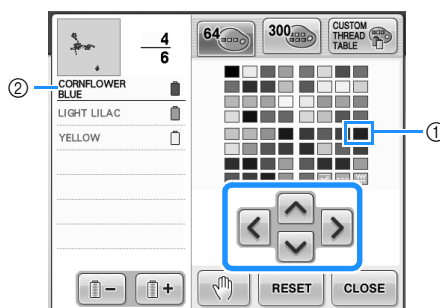 4
6
64
300
CUSTOM
THREAD
TABLE
②
CORNFLOWER
BLUE
LIGHT LILAC
YELLOW
①
−
+
RESET
CLOSE